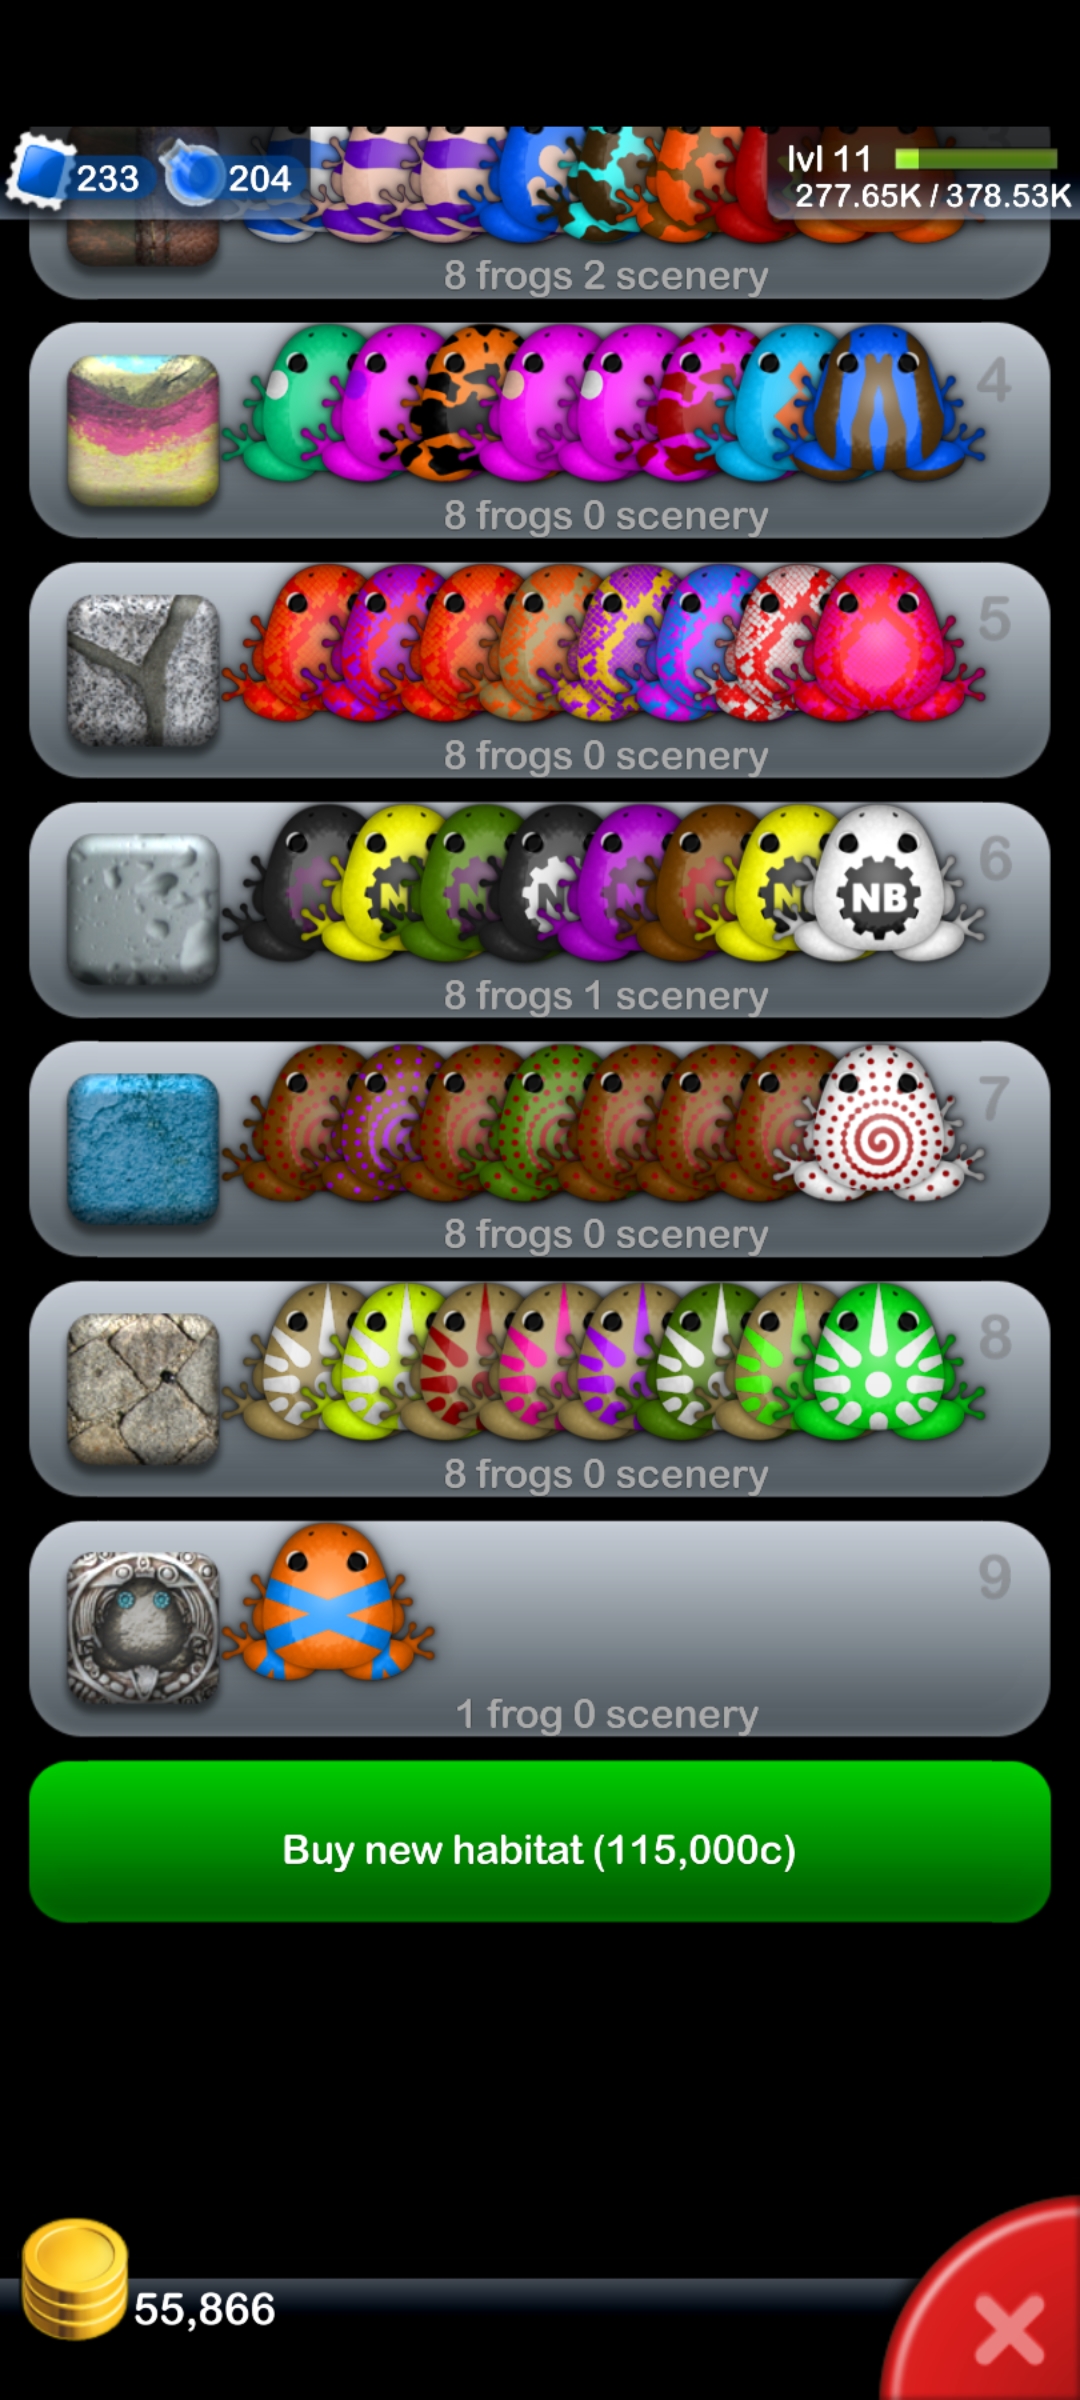 233
204
lvl 11
277.65K / 378.53K
8 frogs 2 scenery
4
8 frogs 0 scenery
5
8 frogs 0 scenery
6
N
N
N
N
N
NB
8 frogs 1 scenery
7
8 frogs 0 scenery
8
8 frogs 0 scenery
9
1 frog 0 scenery
Buy new habitat (115,000c)
55,866